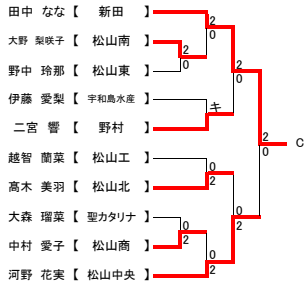 田中 なな 【 新田 】
大野 梨咲子 【 松山南 】
野中 玲那 【 松山東 】
伊藤 愛梨 【 宇和島水産 】
二宮 響 【 野村 】
越智 蘭菜 【 松山工 】
髙木 美羽 【 松山北 】
大森 瑠菜 【 聖カタリナ 】
中村 愛子 【 松山商 】
河野 花実 【 松山中央 】
2
0
2
0
キ
2
0
0
2
0
2
0
2
0
2
2
0
C